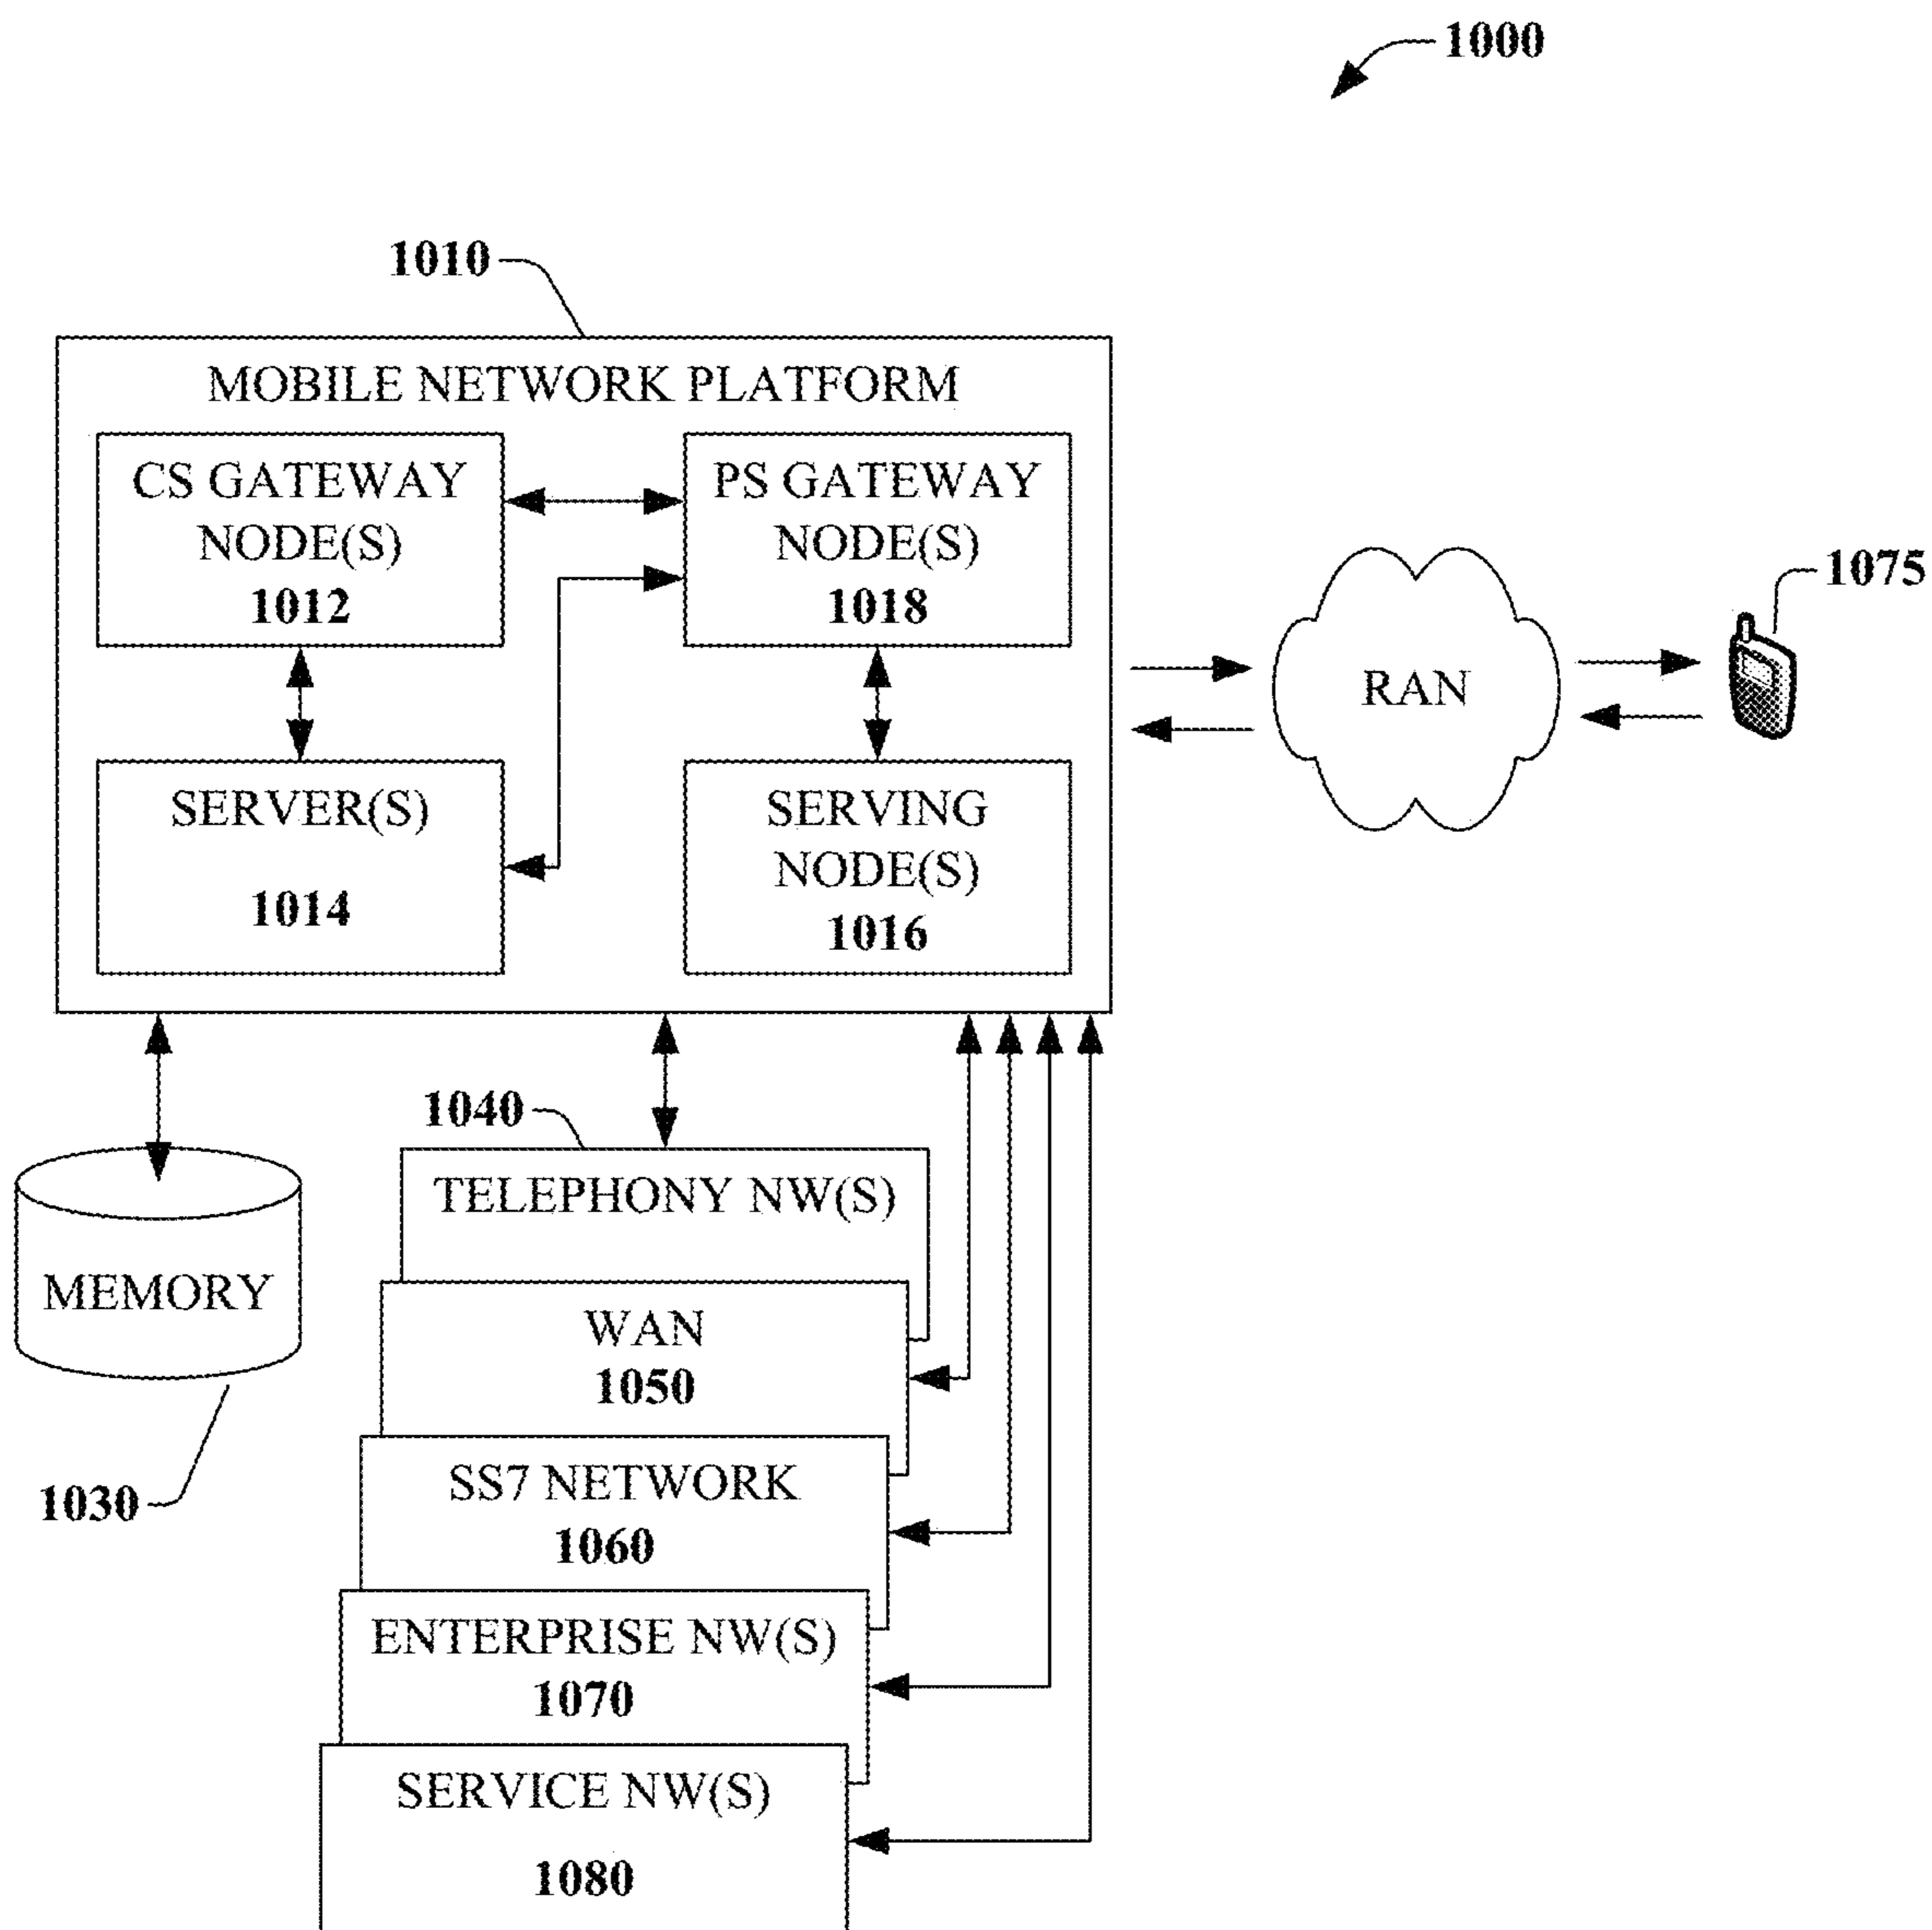 1000
1010
MOBILE NETWORK PLATFORM
CS GATEWAY
NODE(S)
1012
PS GATEWAY
NODE(S)
1018
SERVER(S)
1014
SERVING
NODE(S)
1016
RAN
1075
1040
TELEPHONY NW(S)
MEMORY
1030
WAN
1050
SS7 NETWORK
1060
ENTERPRISE NW(S)
1070
SERVICE NW(S)
1080